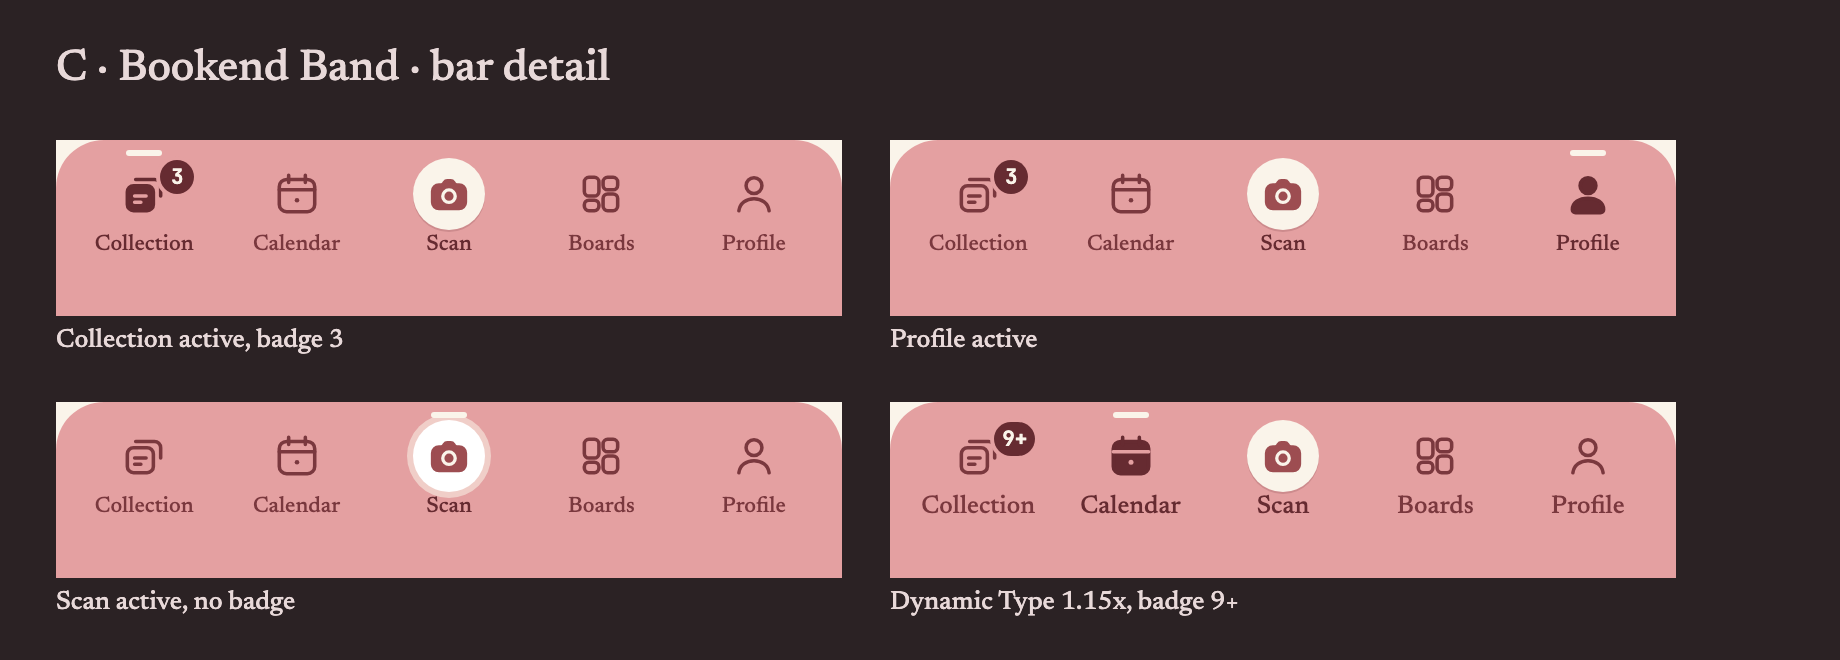 C · Bookend Band · bar detail
3
Collection Calendar Scan Boards Profile
Collection active, badge 3
3
Collection Calendar Scan Boards Profile
Profile active
Collection Calendar Scan Boards Profile
Scan active, no badge
9+
Collection Calendar Scan Boards Profile
Dynamic Type 1.15x, badge 9+